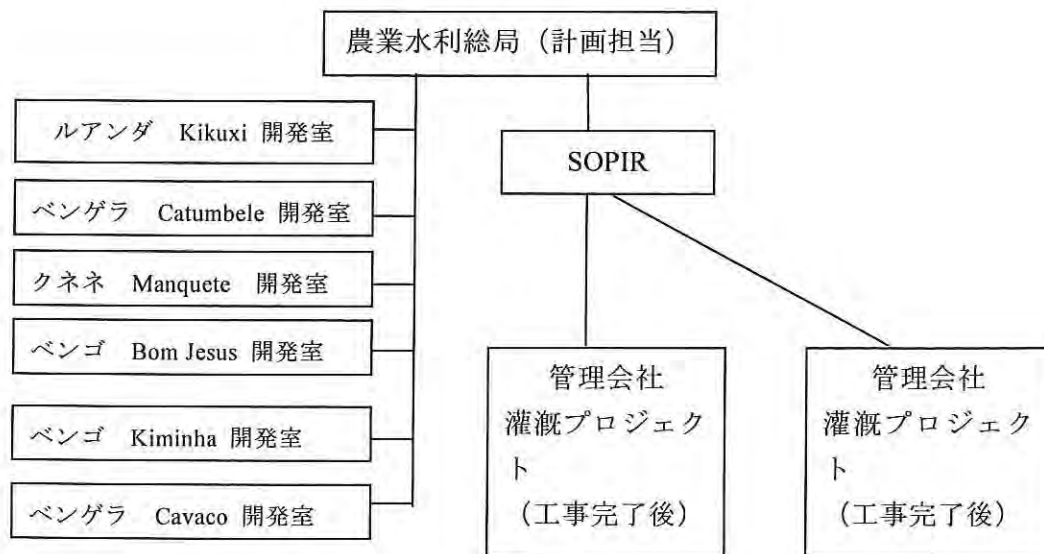 農業水利総局（計画担当）
ルアンダ　Kikuxi 開発室
ベンゲラ　Catumbele 開発室
クネネ　Manquete　開発室
ベンゴ　Bom Jesus 開発室
ベンゴ　Kiminha 開発室
ベンゲラ　Cavaco 開発室
SOPIR
管理会社
灌漑プロジェク
ト
（工事完了後）
管理会社
灌漑プロジェク
ト
（工事完了後）